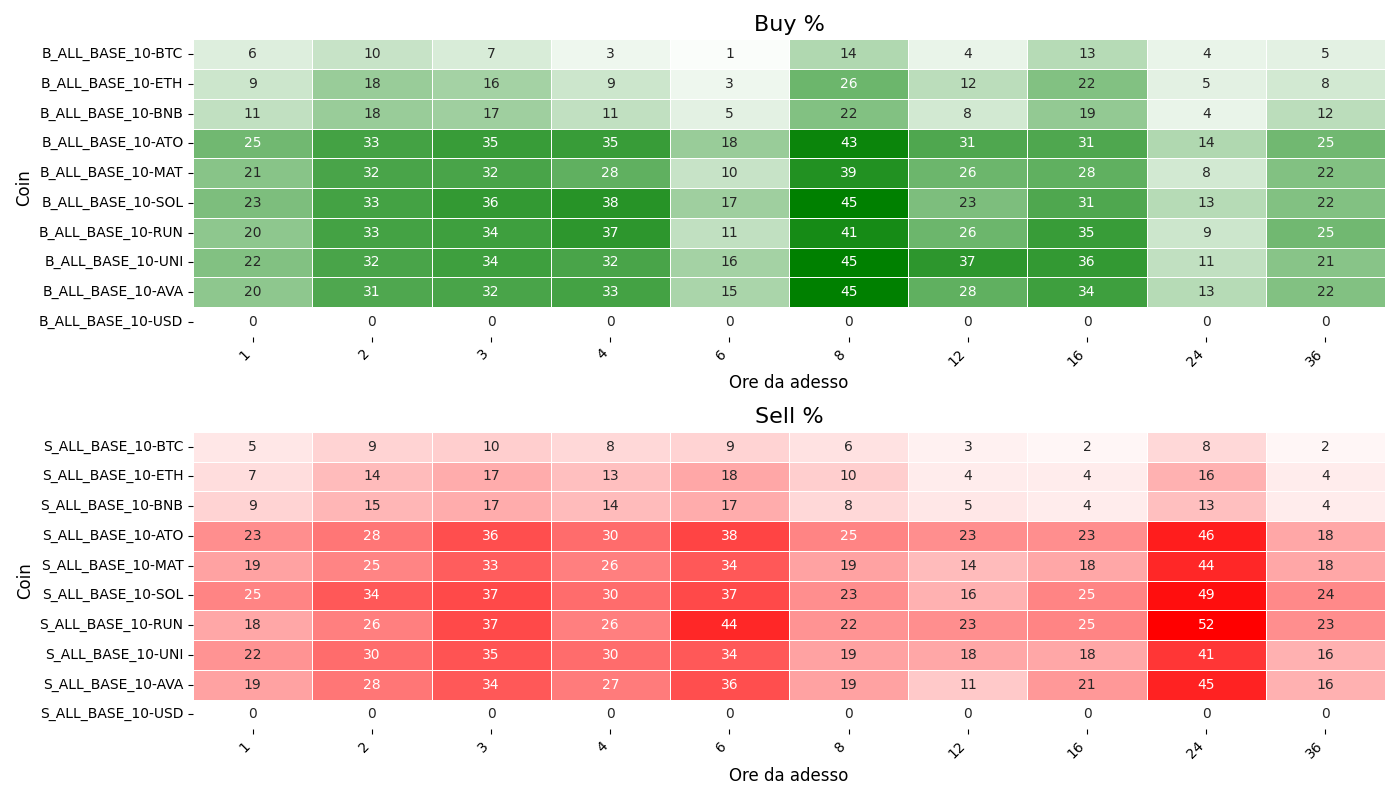 Buy %
Coin
B_ALL_BASE_10-BTC 6 10 7 3 1 14 4 13 4 5
B_ALL_BASE_10-ETH 9 18 16 9 3 26 12 22 5 8
B_ALL_BASE_10-BNB 11 18 17 11 5 22 8 19 4 12
B_ALL_BASE_10-ATO 25 33 35 35 18 43 31 31 14 25
B_ALL_BASE_10-MAT 21 32 32 28 10 39 26 28 8 22
B_ALL_BASE_10-SOL 23 33 36 38 17 45 23 31 13 22
B_ALL_BASE_10-RUN 20 33 34 37 11 41 26 35 9 25
B_ALL_BASE_10-UNI 22 32 34 32 16 45 37 36 11 21
B_ALL_BASE_10-AVA 20 31 32 33 15 45 28 34 13 22
B_ALL_BASE_10-USD 0 0 0 0 0 0 0 0 0 0
1 2 3 4 6 8 12 16 24 36
Ore da adesso
Sell %
Coin
S_ALL_BASE_10-BTC 5 9 10 8 9 6 3 2 8 2
S_ALL_BASE_10-ETH 7 14 17 13 18 10 4 4 16 4
S_ALL_BASE_10-BNB 9 15 17 14 17 8 5 4 13 4
S_ALL_BASE_10-ATO 23 28 36 30 38 25 23 23 46 18
S_ALL_BASE_10-MAT 19 25 33 26 34 19 14 18 44 18
S_ALL_BASE_10-SOL 25 34 37 30 37 23 16 25 49 24
S_ALL_BASE_10-RUN 18 26 37 26 44 22 23 25 52 23
S_ALL_BASE_10-UNI 22 30 35 30 34 19 18 18 41 16
S_ALL_BASE_10-AVA 19 28 34 27 36 19 11 21 45 16
S_ALL_BASE_10-USD 0 0 0 0 0 0 0 0 0 0
1 2 3 4 6 8 12 16 24 36
Ore da adesso